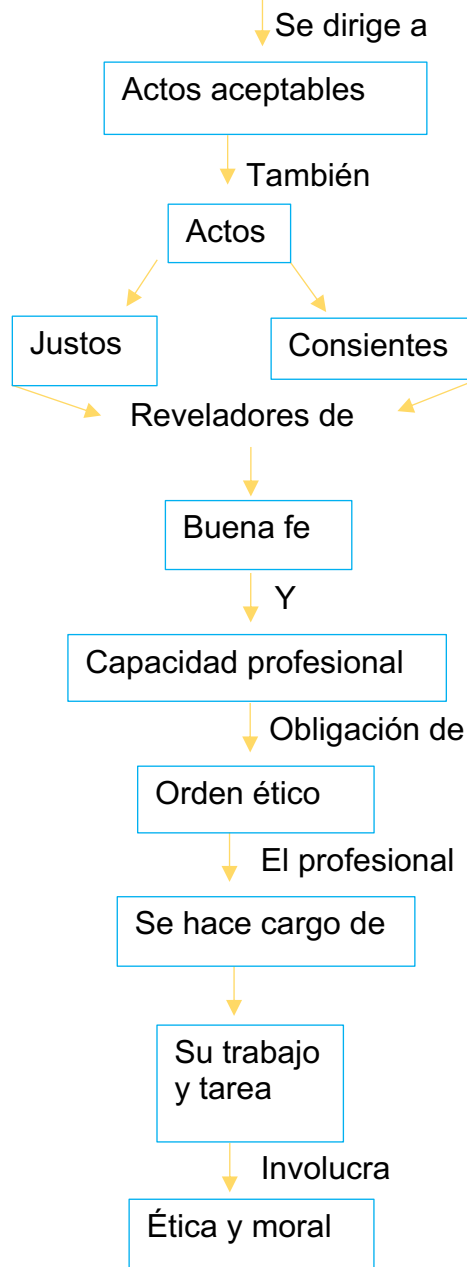 Se dirige a
Actos aceptables
También
Actos
Justos
Consientes
Reveladores de
Buena fe
Y
Capacidad profesional
Obligación de
Orden ético
El profesional
Se hace cargo de
Su trabajo
y tarea
Involucra
Ética y moral